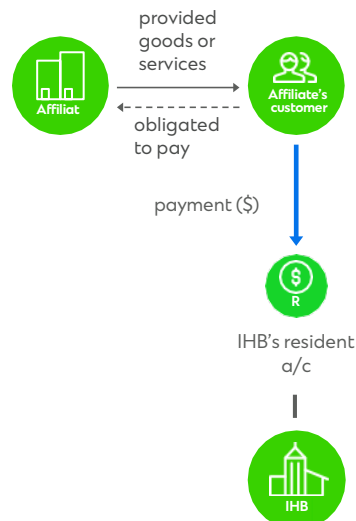 provided
goods or
services
Affiliat
Affiliate's
customer
obligated
to pay
payment ($)
$
R
IHB's resident
a/c
IHB